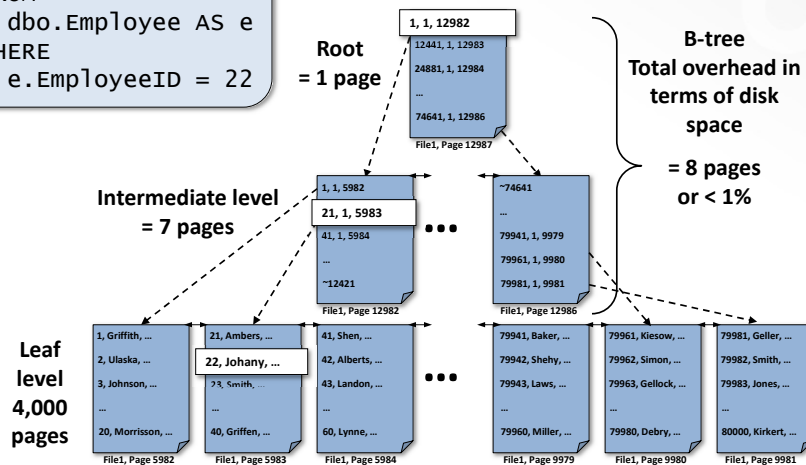 dbo.Employee AS e
WHERE
e.EmployeeID = 22
Root
= 1 page
1, 1, 12982
12441, 1, 12983
24881, 1, 12984
…
74641, 1, 12986
File1, Page 12987
B-tree
Total overhead in
terms of disk
space
= 8 pages
or < 1%
Intermediate level
= 7 pages
1, 1, 5982
21, 1, 5983
41, 1, 5984
…
~12421
File1, Page 12982
...
~74641
…
79941, 1, 9979
79961, 1, 9980
79981, 1, 9981
File1, Page 12986
Leaf
level
4,000
pages
1, Griffith, …
2, Ulaska, …
3, Johnson, …
…
20, Morrisson, …
File1, Page 5982
21, Ambers, …
22, Johany, …
23, Smith, …
…
40, Griffen, …
File1, Page 5983
41, Shen, …
42, Alberts, …
43, Landon, …
…
60, Lynne, …
File1, Page 5984
...
79941, Baker, …
79942, Shehy, …
79943, Laws, …
…
79960, Miller, …
File1, Page 9979
79961, Kiesow, …
79962, Simon, …
79963, Gellock, …
…
79980, Debry, …
File1, Page 9980
79981, Geller, …
79982, Smith, …
79983, Jones, …
…
80000, Kirkert, …
File1, Page 9981